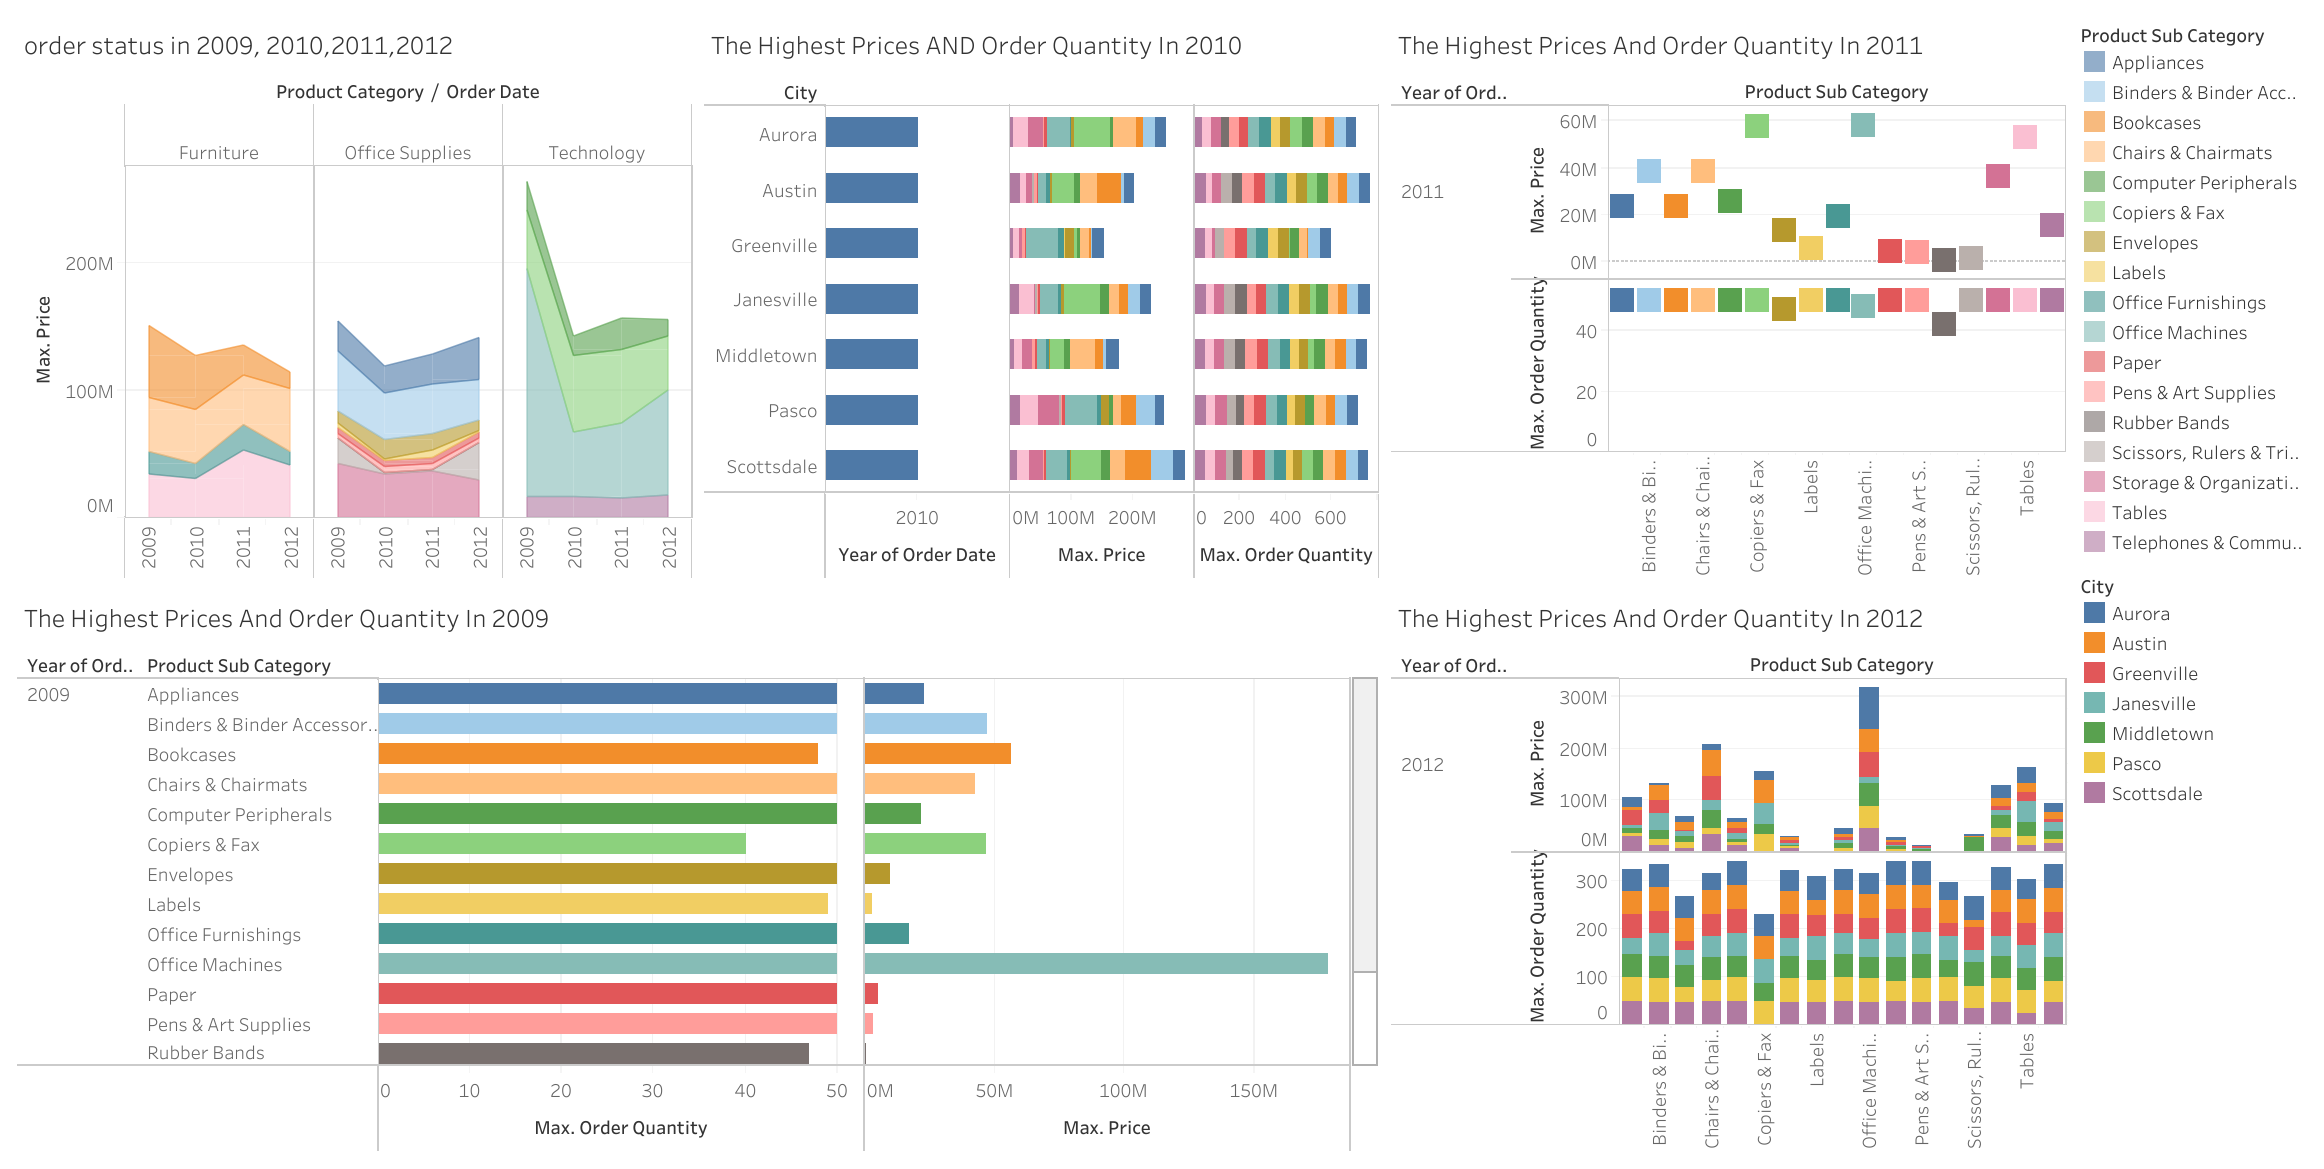 order status in 2009, 2010,2011,2012
Product Category / Order Date
Furniture
Office Supplies
Technology
Max. Price
200M
100M
0M
2009
2010
2011
2012
2009
2010
2011
2012
2009
2010
2011
2012
The Highest Prices AND Order Quantity In 2010
City
Aurora
Austin
Greenville
Janesville
Middletown
Pasco
Scottsdale
2010
0M 100M 200M
0 200 400 600
Year of Order Date
Max. Price
Max. Order Quantity
The Highest Prices And Order Quantity In 2011
Year of Ord..
Product Sub Category
2011
Max. Price
60M
40M
20M
0M
Max. Order Quantity
40
20
0
Binders & Bi..
Chairs & Chai..
Copiers & Fax
Labels
Office Machi..
Pens & Art S..
Scissors, Rul..
Tables
Product Sub Category
Appliances
Binders & Binder Acc..
Bookcases
Chairs & Chairmats
Computer Peripherals
Copiers & Fax
Envelopes
Labels
Office Furnishings
Office Machines
Paper
Pens & Art Supplies
Rubber Bands
Scissors, Rulers & Tri..
Storage & Organizati..
Tables
Telephones & Commu..
City
Aurora
Austin
Greenville
Janesville
Middletown
Pasco
Scottsdale
The Highest Prices And Order Quantity In 2009
Year of Ord..
Product Sub Category
2009
Appliances
Binders & Binder Accessor..
Bookcases
Chairs & Chairmats
Computer Peripherals
Copiers & Fax
Envelopes
Labels
Office Furnishings
Office Machines
Paper
Pens & Art Supplies
Rubber Bands
0 10 20 30 40 50
0M 50M 100M 150M
Max. Order Quantity
Max. Price
The Highest Prices And Order Quantity In 2012
Year of Ord..
Product Sub Category
2012
Max. Price
300M
200M
100M
0M
Max. Order Quantity
300
200
100
0
Binders & Bi..
Chairs & Chai..
Copiers & Fax
Labels
Office Machi..
Pens & Art S..
Scissors, Rul..
Tables